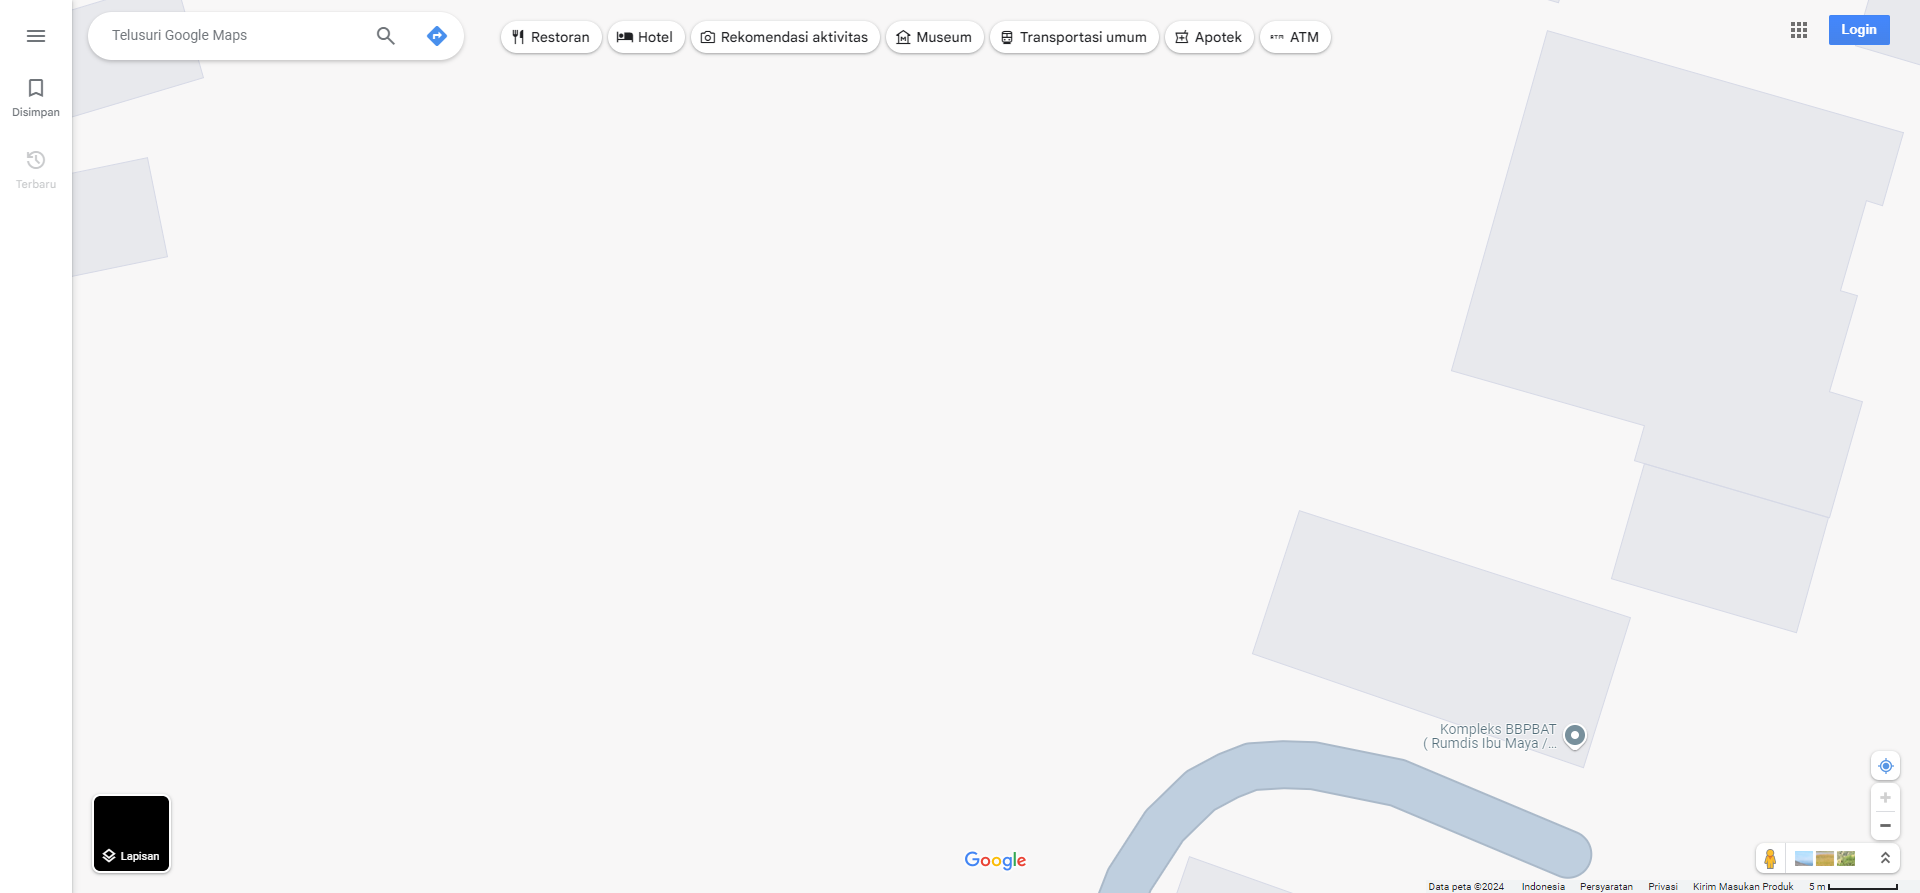 Telusuri Google Maps
Restoran
Hotel
Rekomendasi aktivitas
Museum
Transportasi umum
Apotek
ATM
Login
Disimpan
Terbaru
Kompleks BBPBAT
( Rumdis Ibu Maya /...
Lapisan
Google
Data peta ©2024 Indonesia Persyaratan Privasi Kirim Masukan Produk 5 m